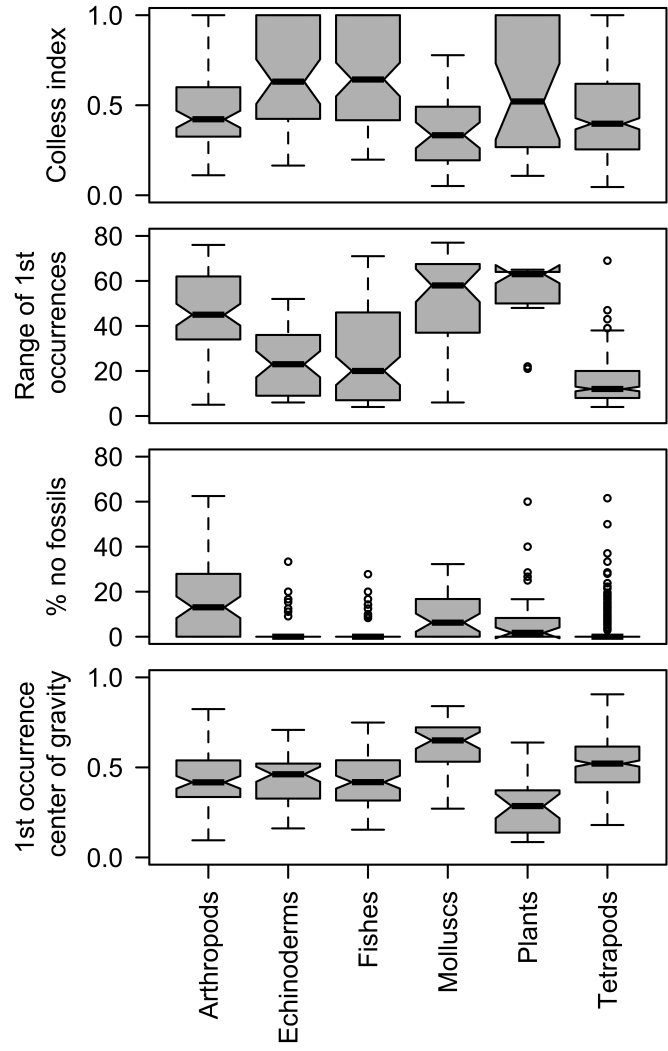 Colless index
1.0
0.5
0.0
Range of 1st
occurrences
80
60
40
20
0
% no fossils
80
60
40
20
0
1st occurrence
center of gravity
1.0
0.5
0.0
Arthropods
Echinoderms
Fishes
Molluscs
Plants
Tetrapods